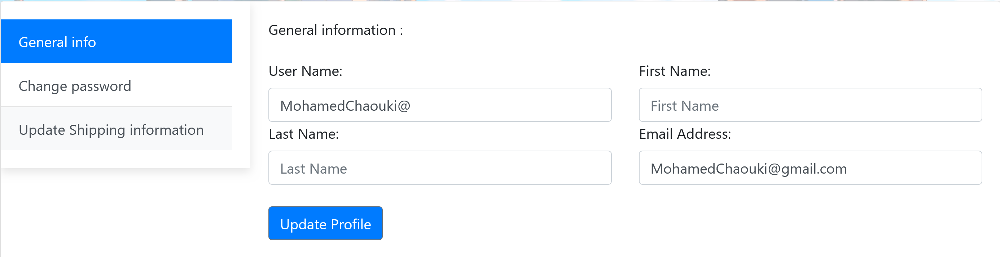 General info
Change password
Update Shipping information
General information :
User Name:
MohamedChaouki@
First Name:
First Name
Last Name:
Last Name
Email Address:
MohamedChaouki@gmail.com
Update Profile